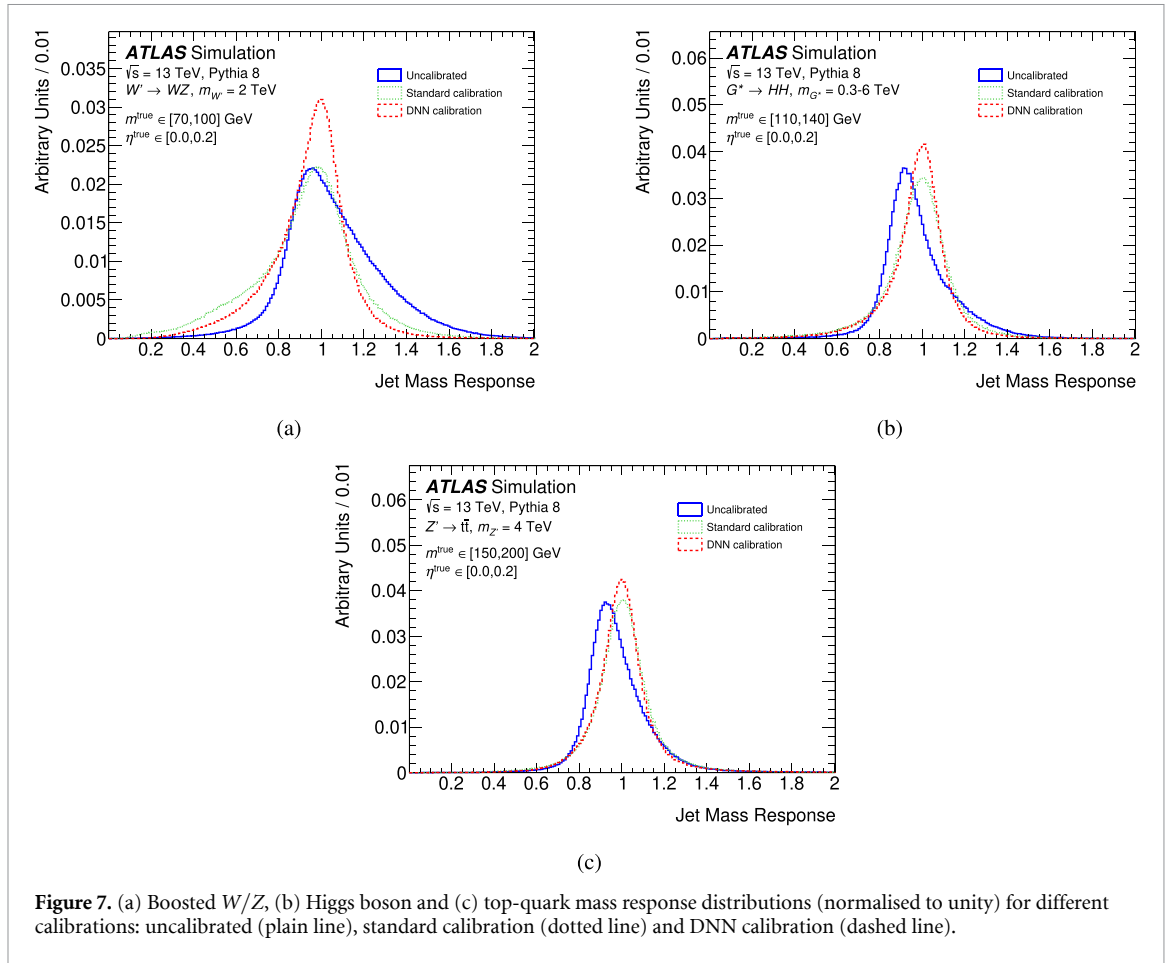 ATLAS Simulation
√s = 13 TeV, Pythia 8
W' → WZ, m_W' = 2 TeV
m^true ∈ [70,100] GeV
η^true ∈ [0.0,0.2]
Uncalibrated
Standard calibration
DNN calibration
Arbitrary Units / 0.01
0.035
0.03
0.025
0.02
0.015
0.01
0.005
0
0.2 0.4 0.6 0.8 1 1.2 1.4 1.6 1.8 2
Jet Mass Response
(a)
ATLAS Simulation
√s = 13 TeV, Pythia 8
G* → HH, m_G* = 0.3-6 TeV
m^true ∈ [110,140] GeV
η^true ∈ [0.0,0.2]
Uncalibrated
Standard calibration
DNN calibration
Arbitrary Units / 0.01
0.06
0.05
0.04
0.03
0.02
0.01
0
0.2 0.4 0.6 0.8 1 1.2 1.4 1.6 1.8 2
Jet Mass Response
(b)
ATLAS Simulation
√s = 13 TeV, Pythia 8
Z' → tt̄, m_Z' = 4 TeV
m^true ∈ [150,200] GeV
η^true ∈ [0.0,0.2]
Uncalibrated
Standard calibration
DNN calibration
Arbitrary Units / 0.01
0.06
0.05
0.04
0.03
0.02
0.01
0
0.2 0.4 0.6 0.8 1 1.2 1.4 1.6 1.8 2
Jet Mass Response
(c)
Figure 7. (a) Boosted W/Z, (b) Higgs boson and (c) top-quark mass response distributions (normalised to unity) for different
calibrations: uncalibrated (plain line), standard calibration (dotted line) and DNN calibration (dashed line).